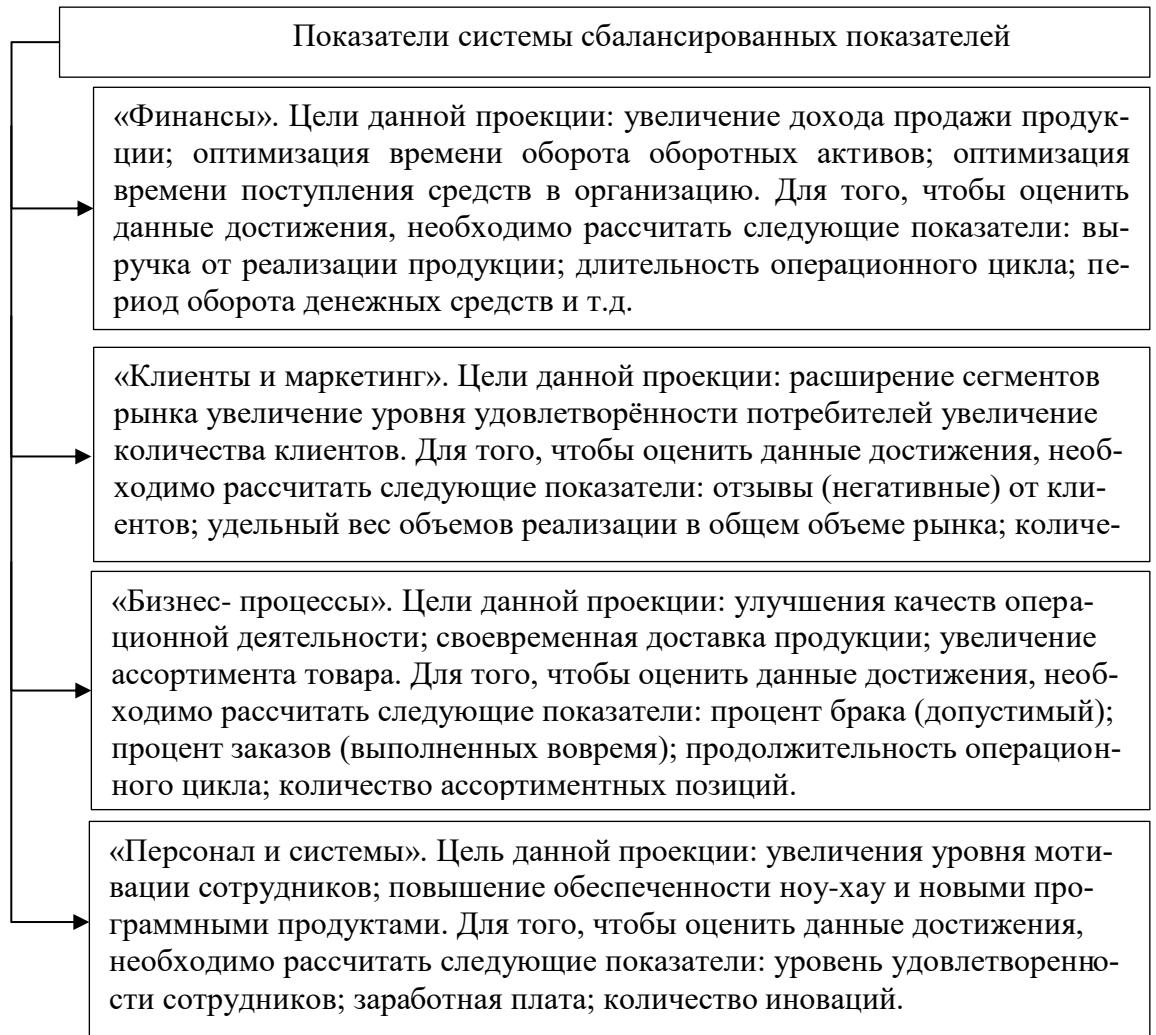 Показатели системы сбалансированных показателей
«Финансы». Цели данной проекции: увеличение дохода продажи продук-
ции; оптимизация времени оборота оборотных активов; оптимизация
времени поступления средств в организацию. Для того, чтобы оценить
данные достижения, необходимо рассчитать следующие показатели: вы-
ручка от реализации продукции; длительность операционного цикла; пе-
риод оборота денежных средств и т.д.
«Клиенты и маркетинг». Цели данной проекции: расширение сегментов
рынка увеличение уровня удовлетворённости потребителей увеличение
количества клиентов. Для того, чтобы оценить данные достижения, необ-
ходимо рассчитать следующие показатели: отзывы (негативные) от кли-
ентов; удельный вес объемов реализации в общем объеме рынка; количе-
«Бизнес- процессы». Цели данной проекции: улучшения качеств опера-
ционной деятельности; своевременная доставка продукции; увеличение
ассортимента товара. Для того, чтобы оценить данные достижения, необ-
ходимо рассчитать следующие показатели: процент брака (допустимый);
процент заказов (выполненных вовремя); продолжительность операцион-
ного цикла; количество ассортиментных позиций.
«Персонал и системы». Цель данной проекции: увеличения уровня моти-
вации сотрудников; повышение обеспеченности ноу-хау и новыми про-
граммными продуктами. Для того, чтобы оценить данные достижения,
необходимо рассчитать следующие показатели: уровень удовлетворенно-
сти сотрудников; заработная плата; количество иноваций.